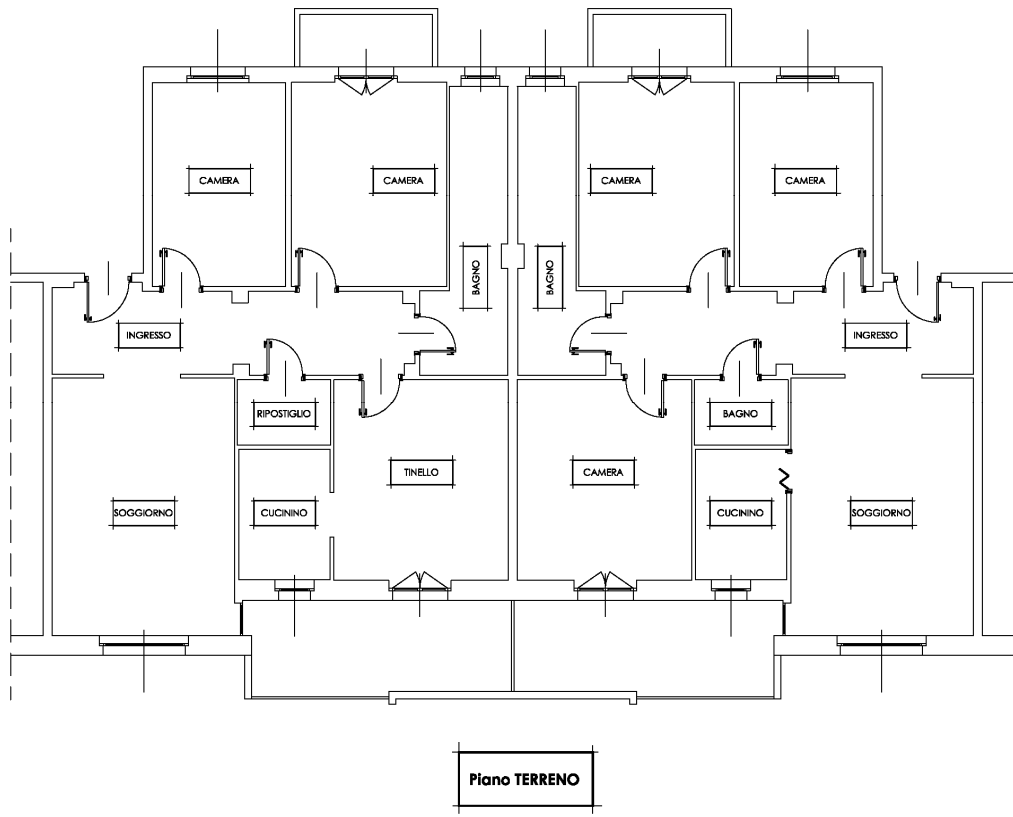 CAMERA
CAMERA
CAMERA
CAMERA
BAGNO
BAGNO
INGRESSO
INGRESSO
RIPOSTIGLIO
BAGNO
TINELLO
CAMERA
SOGGIORNO
CUCININO
CUCININO
SOGGIORNO
Piano TERRENO